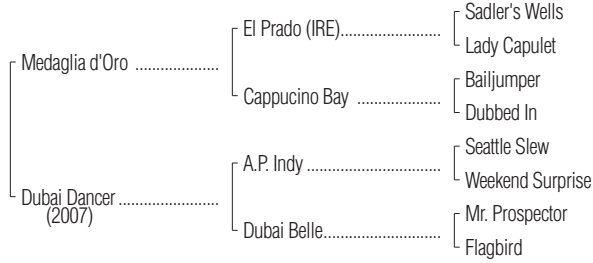 Sadler's Wells
El Prado (IRE)........................
Lady Capulet
Medaglia d'Oro ....................
Bailjumper
Cappucino Bay ....................
Dubbed In
Seattle Slew
A.P. Indy ................................
Weekend Surprise
Dubai Dancer ........................
(2007)
Mr. Prospector
Dubai Belle............................
Flagbird